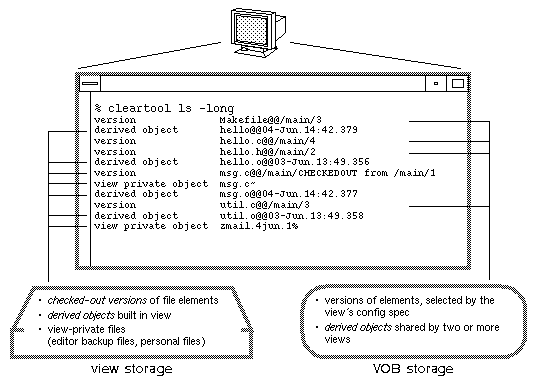 % cleartool ls -long
version Makefile@@/main/3
derived object hello@@04-Jun.14:42.379
version hello.c@@/main/4
version hello.h@@/main/2
derived object hello.o@@03-Jun.13:49.356
version msg.c@@/main/CHECKEDOUT from /main/1
view private object msg.c~
derived object msg.o@@04-Jun.14:42.377
version util.c@@/main/3
derived object util.o@@03-Jun.13:49.358
view private object zmail.4jun.1%
• checked-out versions of file elements
• derived objects built in view
• view-private files
(editor backup files, personal files)
view storage
• versions of elements, selected by the
view's config spec
• derived objects shared by two or more
views
VOB storage